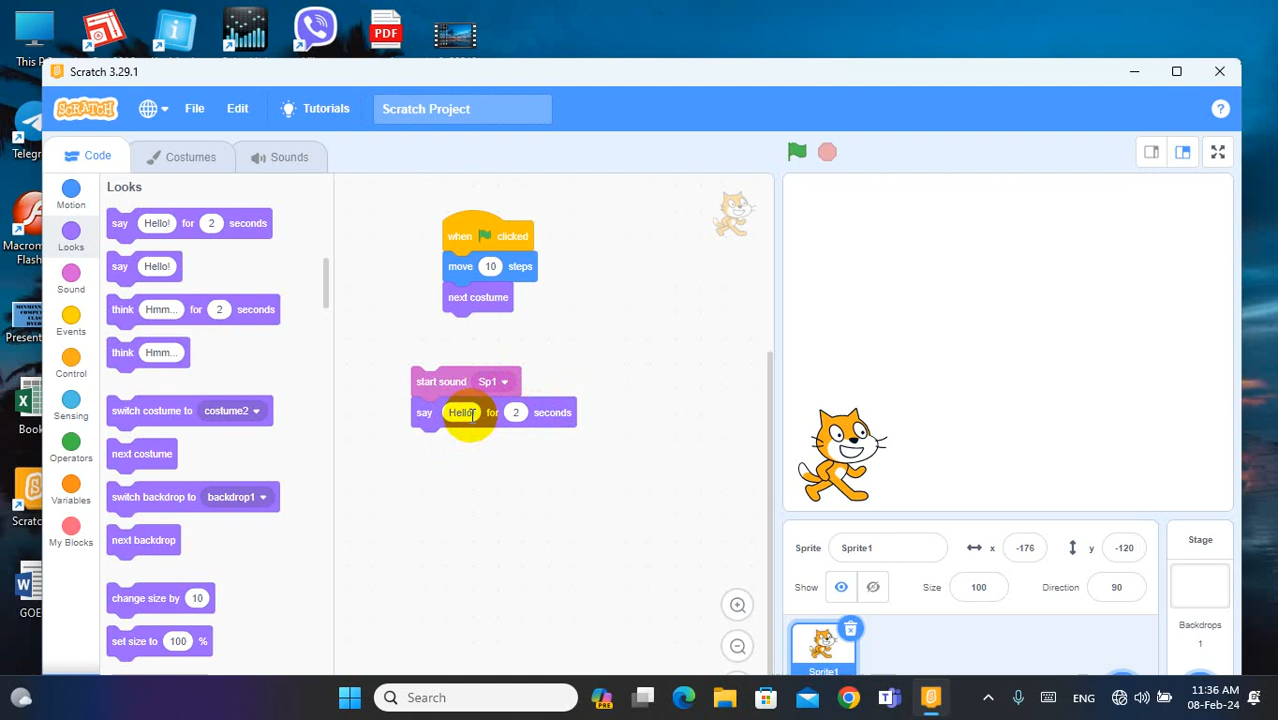 This P
PDF
Scratch 3.29.1
SCRATCH
File
Edit
Tutorials
Scratch Project
?
Telegr
Macrom
Flash
Present
Book
Scratc
GOE
Code
Costumes
Sounds
Motion
Looks
Sound
Events
Control
Sensing
Operators
Variables
My Blocks
Looks
say Hello! for 2 seconds
say Hello!
think Hmm... for 2 seconds
think Hmm...
switch costume to costume2
next costume
switch backdrop to backdrop1
next backdrop
change size by 10
set size to 100 %
when clicked
move 10 steps
next costume
start sound Sp1
say Hello! for 2 seconds
Sprite Sprite1 x -176 y -120
Show Size 100 Direction 90
Sprite1
Stage
Backdrops
1
Search
PRE
ENG
11:36 AM
08-Feb-24